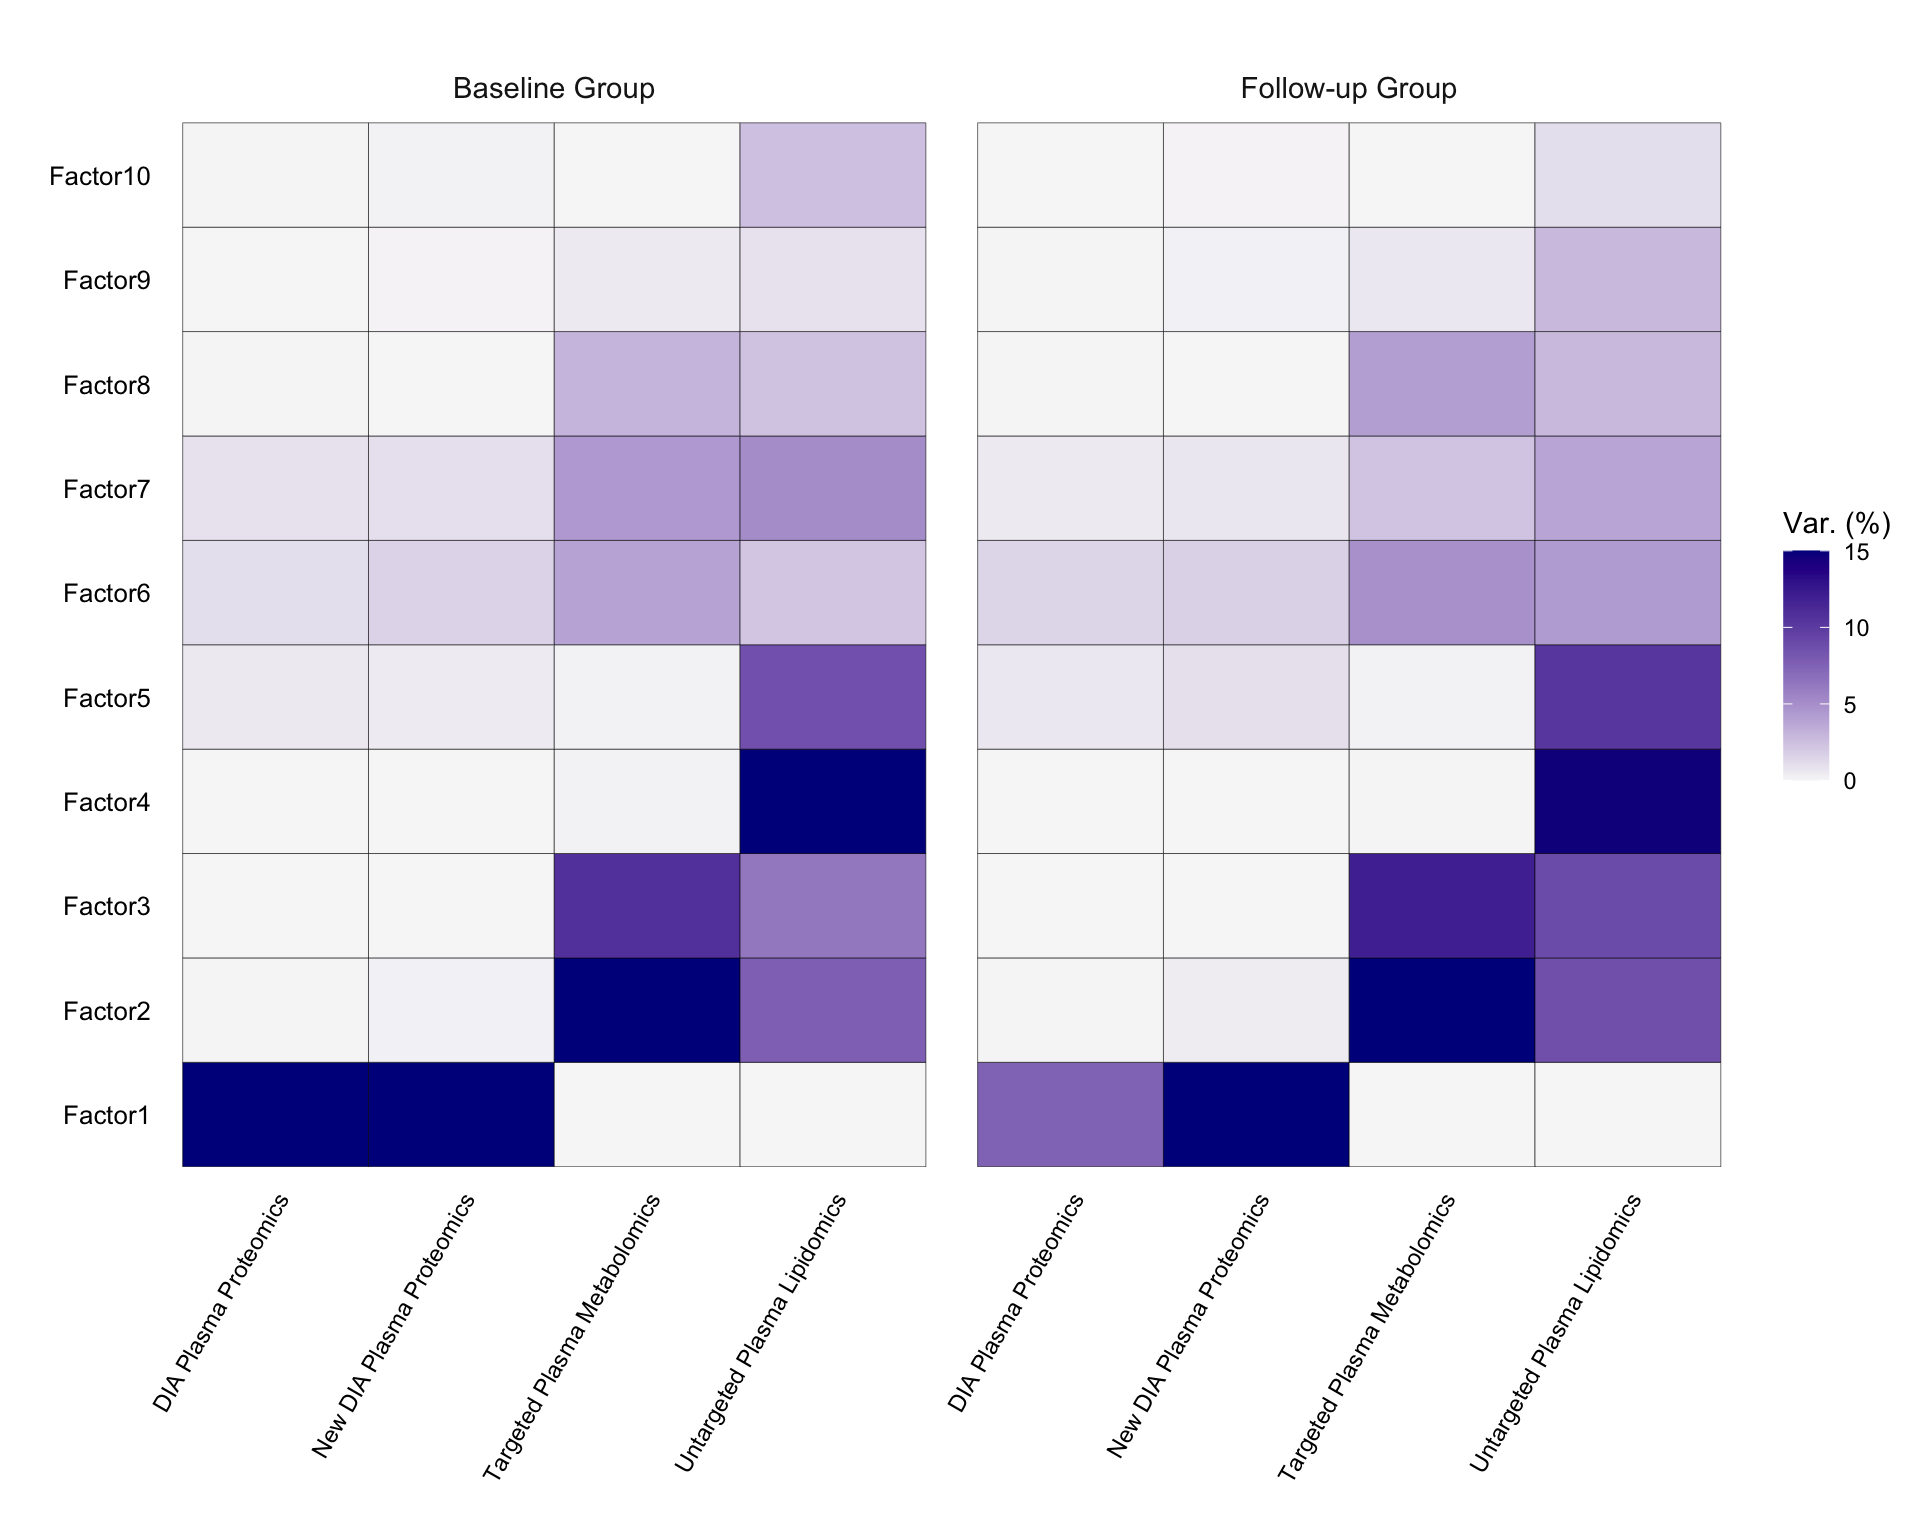 Baseline Group
Follow-up Group
Factor10
Factor9
Factor8
Factor7
Factor6
Factor5
Factor4
Factor3
Factor2
Factor1
Var. (%)
15
10
5
0
DIA Plasma Proteomics
New DIA Plasma Proteomics
Targeted Plasma Metabolomics
Untargeted Plasma Lipidomics
DIA Plasma Proteomics
New DIA Plasma Proteomics
Targeted Plasma Metabolomics
Untargeted Plasma Lipidomics